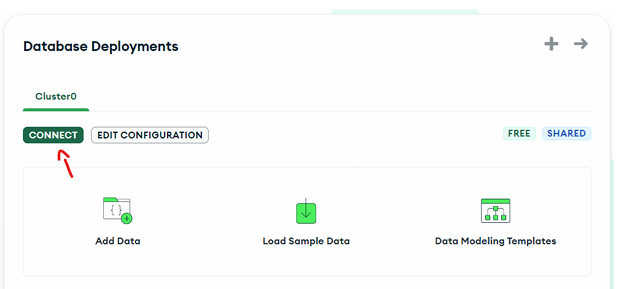 Database Deployments
Cluster0
CONNECT EDIT CONFIGURATION FREE SHARED
Add Data Load Sample Data Data Modeling Templates